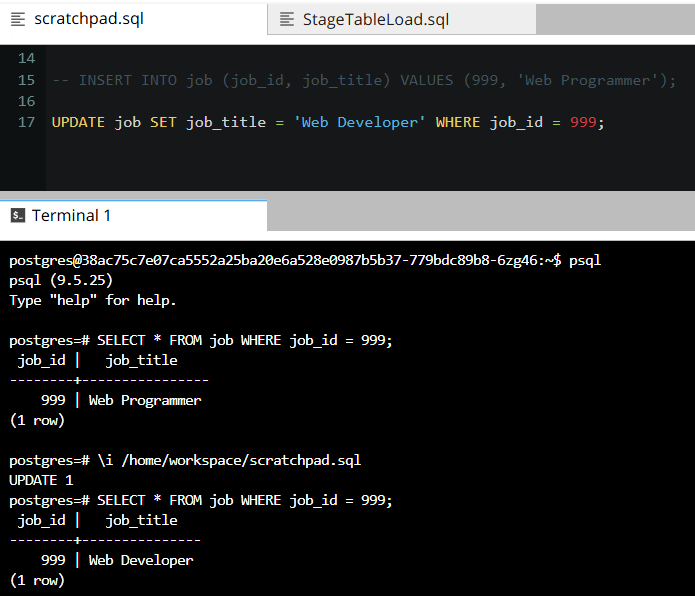 scratchpad.sql
StageTableLoad.sql
14
15 -- INSERT INTO job (job_id, job_title) VALUES (999, 'Web Programmer');
16
17 UPDATE job SET job_title = 'Web Developer' WHERE job_id = 999;
$_ Terminal 1
postgres@38ac75c7e07ca5552a25ba20e6a528e0987b5b37-779bdc89b8-6zg46:~$ psql
psql (9.5.25)
Type "help" for help.
postgres=# SELECT * FROM job WHERE job_id = 999;
 job_id |   job_title
--------+----------------
    999 | Web Programmer
(1 row)
postgres=# \i /home/workspace/scratchpad.sql
UPDATE 1
postgres=# SELECT * FROM job WHERE job_id = 999;
 job_id |   job_title
--------+---------------
    999 | Web Developer
(1 row)